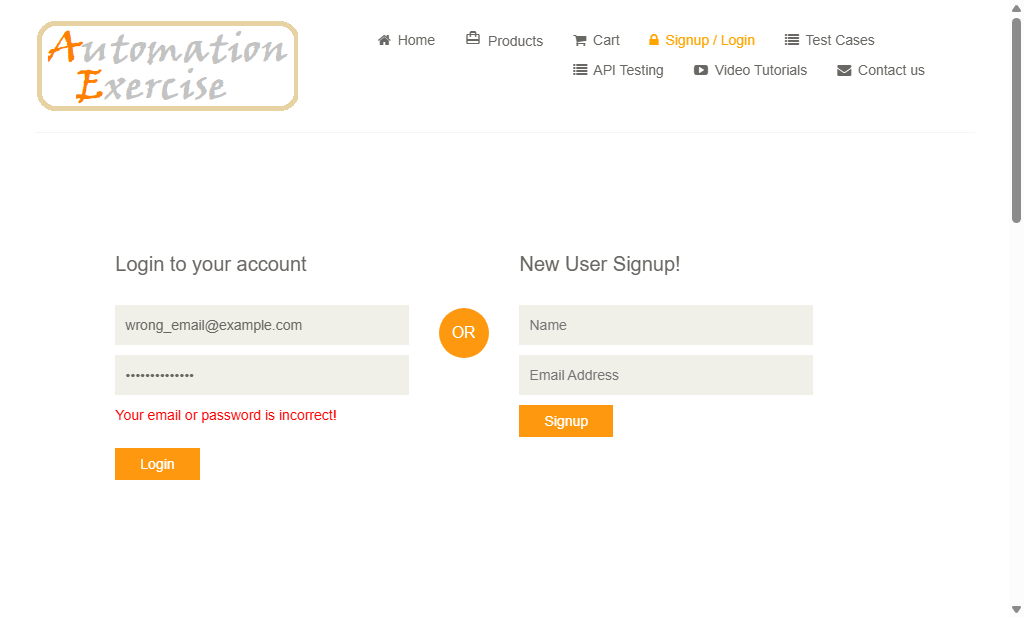 Automation
Exercise
Home
Products
Cart
Signup / Login
Test Cases
API Testing
Video Tutorials
Contact us
Login to your account
wrong_email@example.com
••••••••••••••
Your email or password is incorrect!
Login
OR
New User Signup!
Name
Email Address
Signup